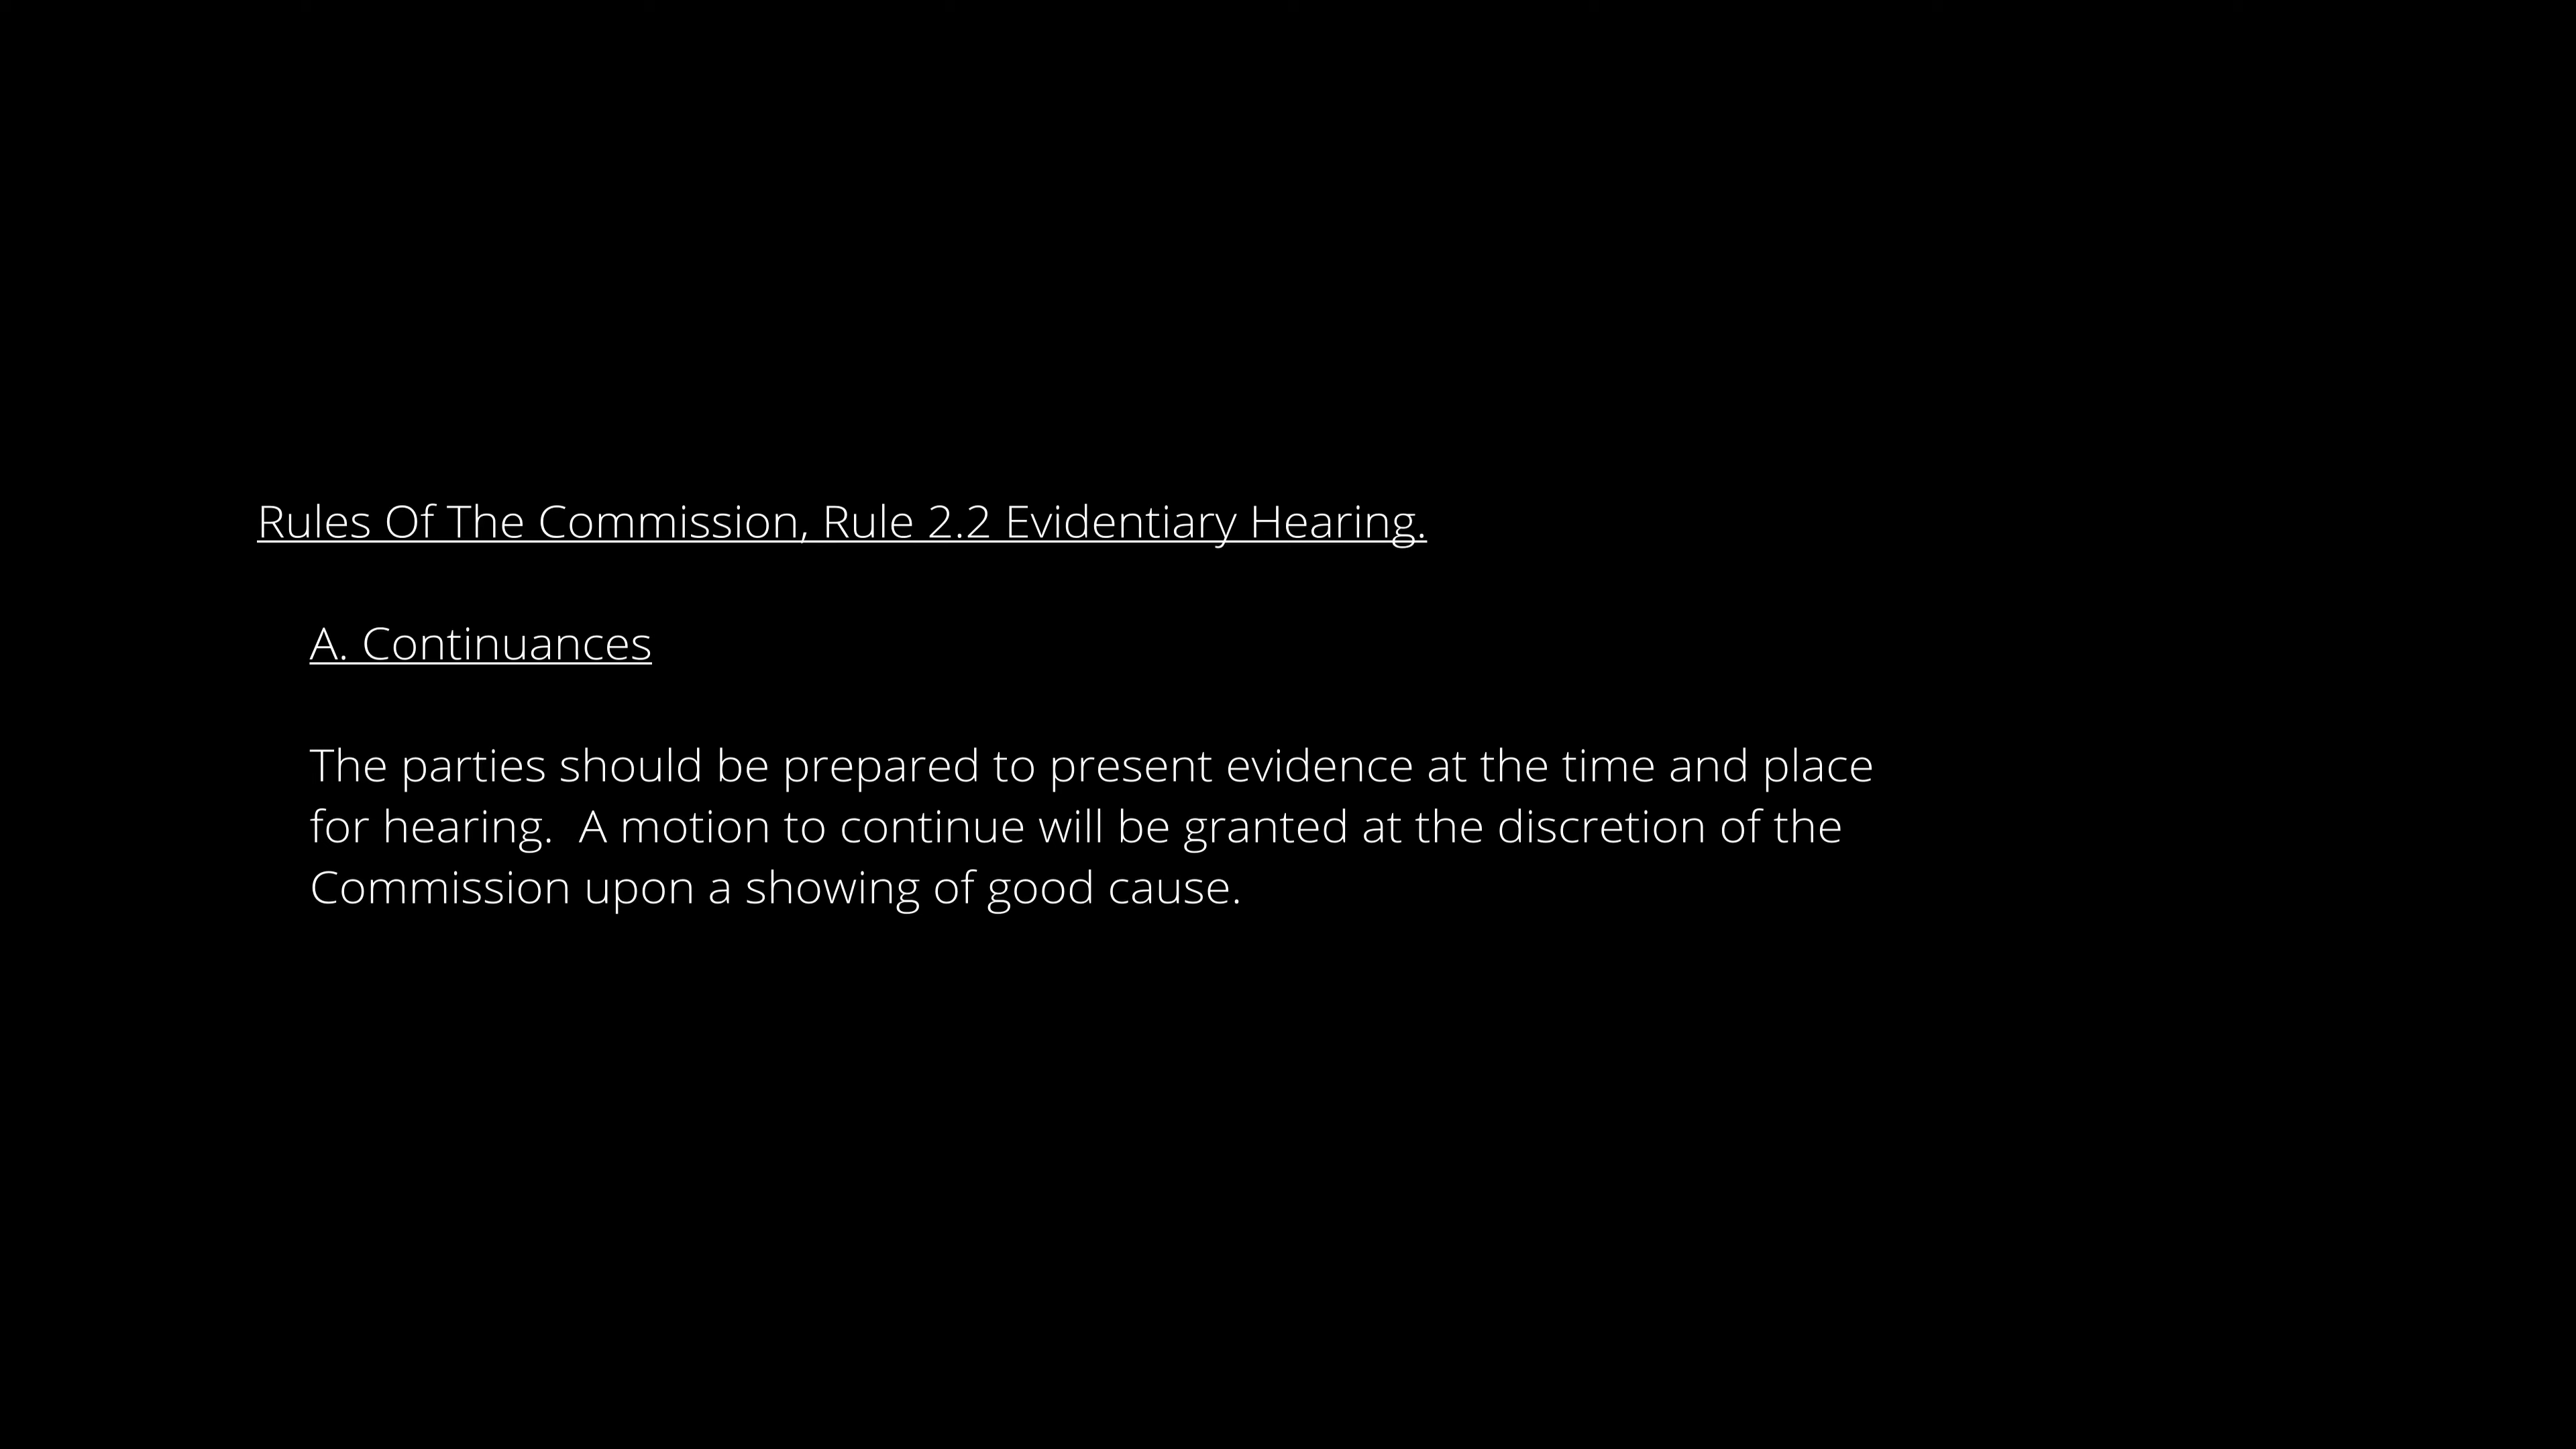 Rules Of The Commission, Rule 2.2 Evidentiary Hearing.
A. Continuances
The parties should be prepared to present evidence at the time and place
for hearing.  A motion to continue will be granted at the discretion of the
Commission upon a showing of good cause.